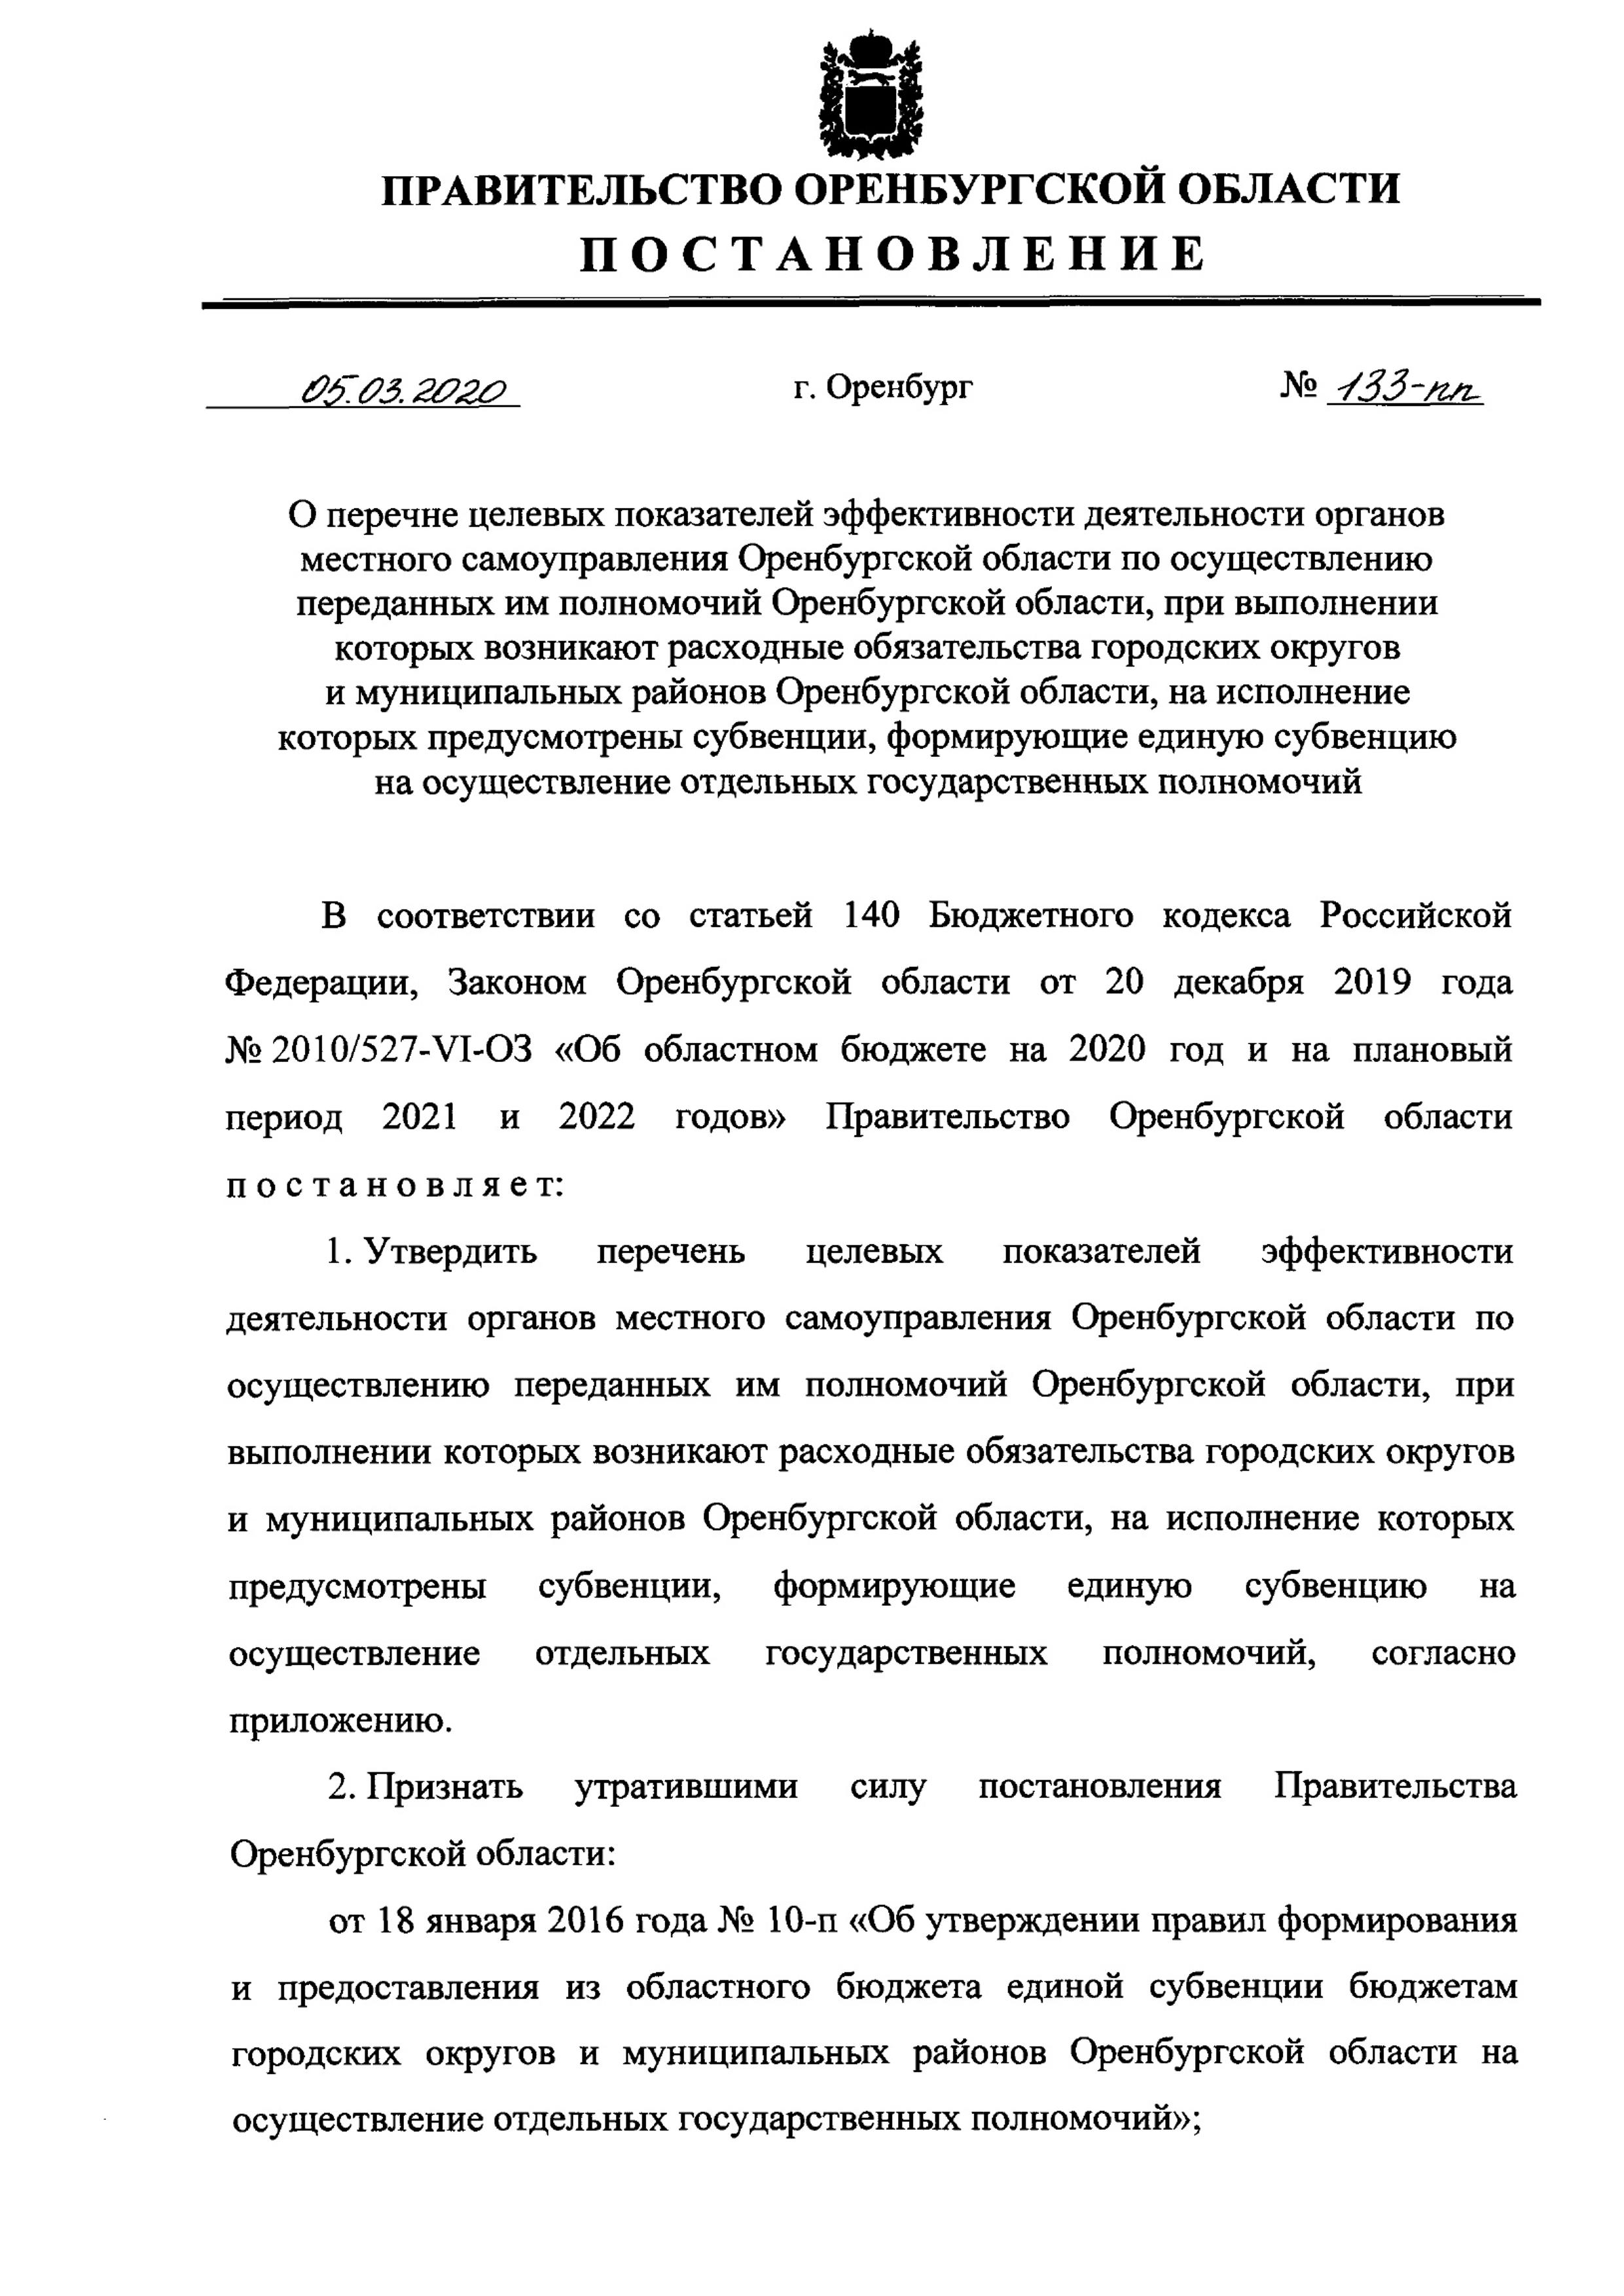 ПРАВИТЕЛЬСТВО ОРЕНБУРГСКОЙ ОБЛАСТИ
П О С Т А Н О В Л Е Н И Е
05.03.2020 г. Оренбург № 133-пп
О перечне целевых показателей эффективности деятельности органов
местного самоуправления Оренбургской области по осуществлению
переданных им полномочий Оренбургской области, при выполнении
которых возникают расходные обязательства городских округов
и муниципальных районов Оренбургской области, на исполнение
которых предусмотрены субвенции, формирующие единую субвенцию
на осуществление отдельных государственных полномочий
В соответствии со статьей 140 Бюджетного кодекса Российской
Федерации, Законом Оренбургской области от 20 декабря 2019 года
№ 2010/527-VI-ОЗ «Об областном бюджете на 2020 год и на плановый
период 2021 и 2022 годов» Правительство Оренбургской области
п о с т а н о в л я е т:
1. Утвердить перечень целевых показателей эффективности
деятельности органов местного самоуправления Оренбургской области по
осуществлению переданных им полномочий Оренбургской области, при
выполнении которых возникают расходные обязательства городских округов
и муниципальных районов Оренбургской области, на исполнение которых
предусмотрены субвенции, формирующие единую субвенцию на
осуществление отдельных государственных полномочий, согласно
приложению.
2. Признать утратившими силу постановления Правительства
Оренбургской области:
от 18 января 2016 года № 10-п «Об утверждении правил формирования
и предоставления из областного бюджета единой субвенции бюджетам
городских округов и муниципальных районов Оренбургской области на
осуществление отдельных государственных полномочий»;